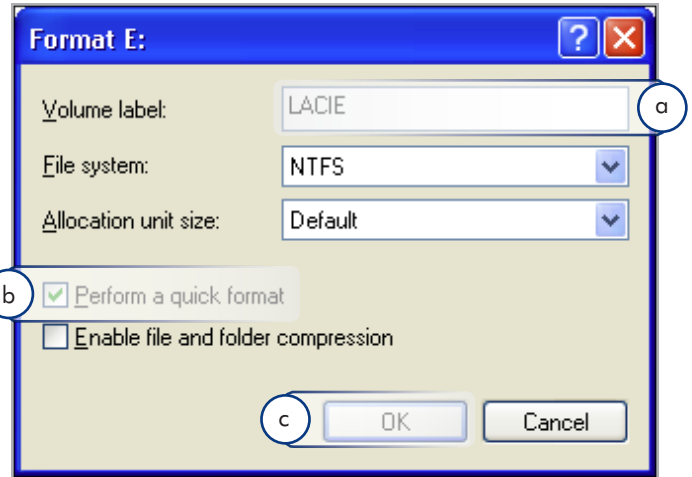 Format E:
Volume label: LACIE a
File system: NTFS
Allocation unit size: Default
b Perform a quick format
Enable file and folder compression
c OK Cancel